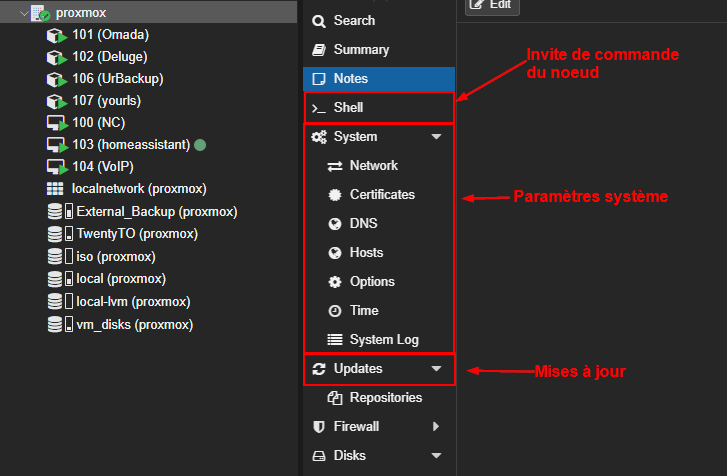 proxmox
101 (Omada)
102 (Deluge)
106 (UrBackup)
107 (yourls)
100 (NC)
103 (homeassistant)
104 (VoIP)
localnetwork (proxmox)
External_Backup (proxmox)
TwentyTO (proxmox)
iso (proxmox)
local (proxmox)
local-lvm (proxmox)
vm_disks (proxmox)
Search
Summary
Notes
Shell
System
Network
Certificates
DNS
Hosts
Options
Time
System Log
Updates
Repositories
Firewall
Disks
Edit
Invite de commande
du noeud
Paramètres système
Mises à jour